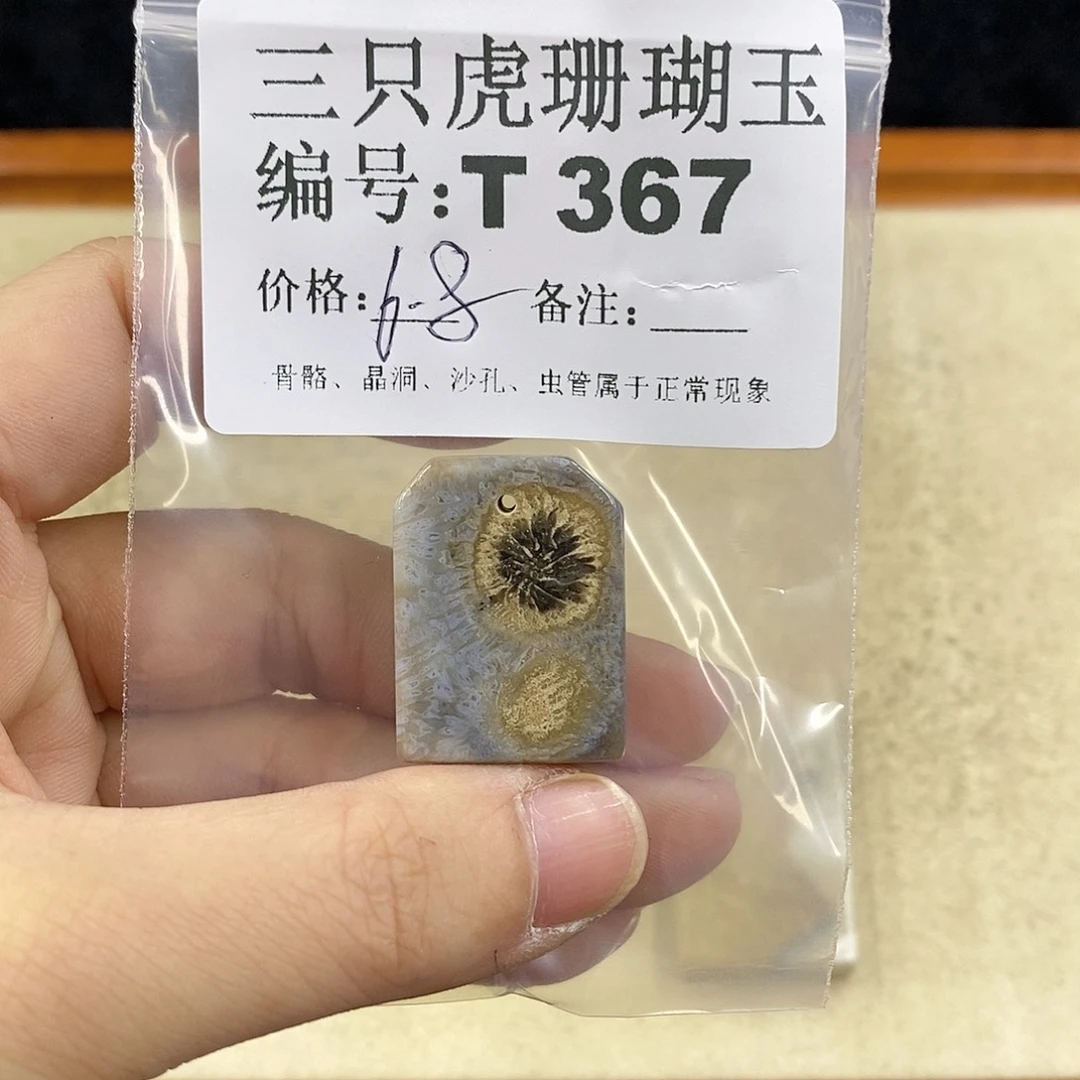 三只虎珊瑚玉
编号:T 367
价格:68 备注:____
骨骼、晶洞、沙孔、虫管属于正常现象